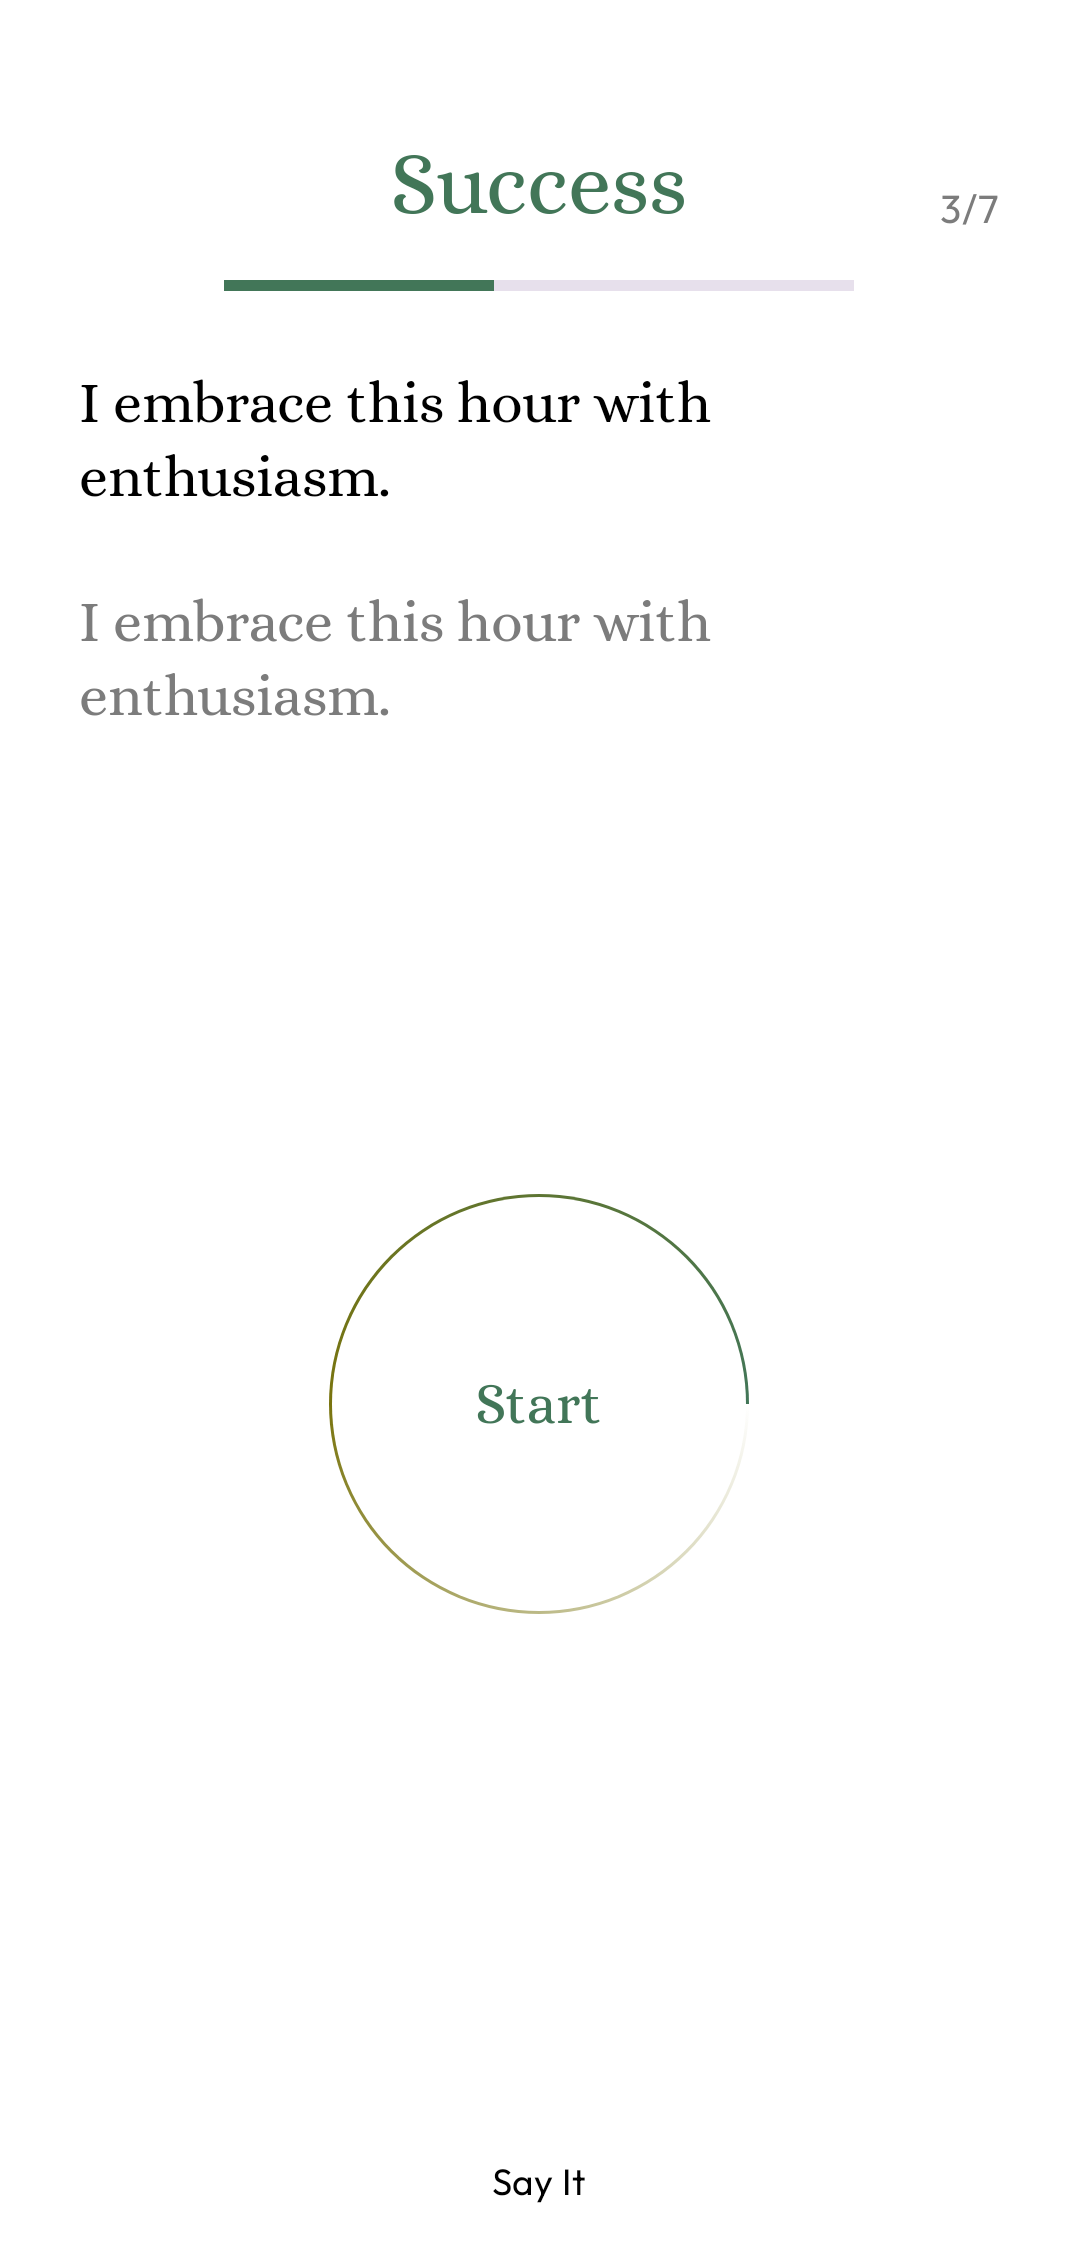 Success
3/7
I embrace this hour with
enthusiasm.
I embrace this hour with
enthusiasm.
Start
Say It